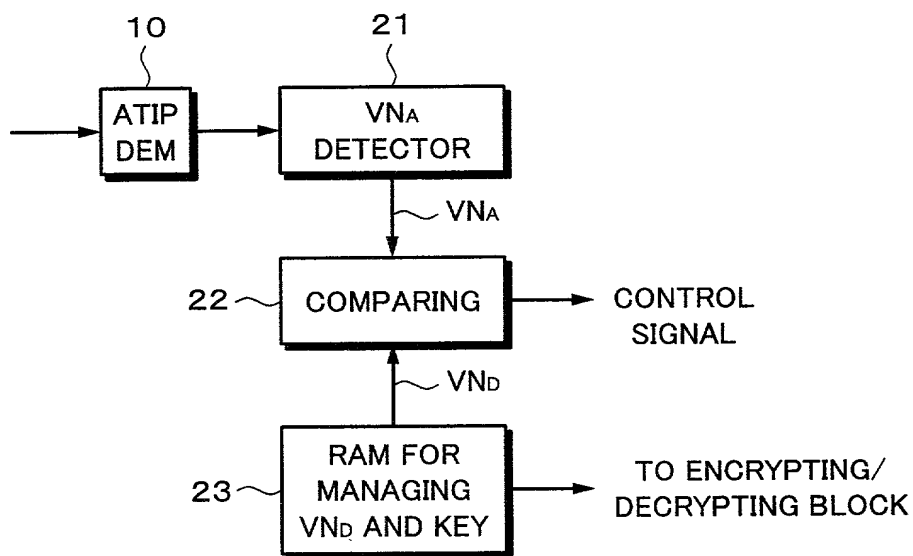 10
21
ATIP
DEM
VNA
DETECTOR
VNA
22
COMPARING
CONTROL
SIGNAL
VND
23
RAM FOR
MANAGING
VND AND KEY
TO ENCRYPTING/
DECRYPTING BLOCK